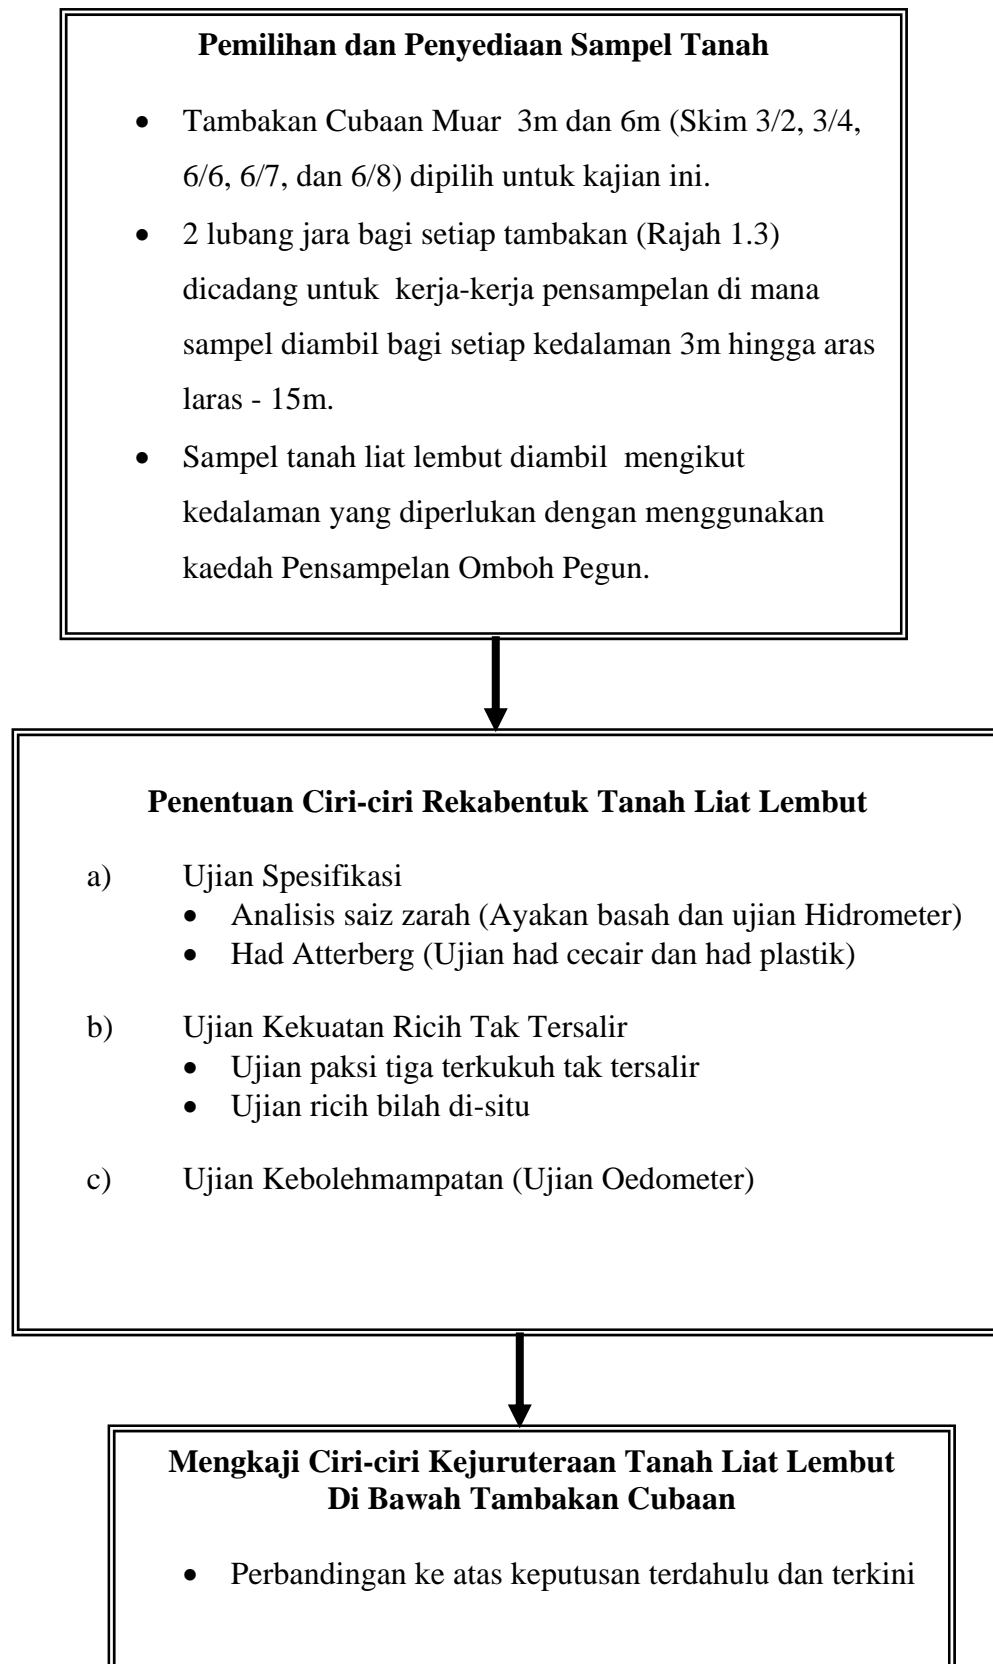 Pemilihan dan Penyediaan Sampel Tanah
• Tambakan Cubaan Muar 3m dan 6m (Skim 3/2, 3/4,
6/6, 6/7, dan 6/8) dipilih untuk kajian ini.
• 2 lubang jara bagi setiap tambakan (Rajah 1.3)
dicadang untuk kerja-kerja pensampelan di mana
sampel diambil bagi setiap kedalaman 3m hingga aras
laras - 15m.
• Sampel tanah liat lembut diambil mengikut
kedalaman yang diperlukan dengan menggunakan
kaedah Pensampelan Omboh Pegun.
Penentuan Ciri-ciri Rekabentuk Tanah Liat Lembut
a) Ujian Spesifikasi
• Analisis saiz zarah (Ayakan basah dan ujian Hidrometer)
• Had Atterberg (Ujian had cecair dan had plastik)
b) Ujian Kekuatan Ricih Tak Tersalir
• Ujian paksi tiga terkukuh tak tersalir
• Ujian ricih bilah di-situ
c) Ujian Kebolehmampatan (Ujian Oedometer)
Mengkaji Ciri-ciri Kejuruteraan Tanah Liat Lembut
Di Bawah Tambakan Cubaan
• Perbandingan ke atas keputusan terdahulu dan terkini